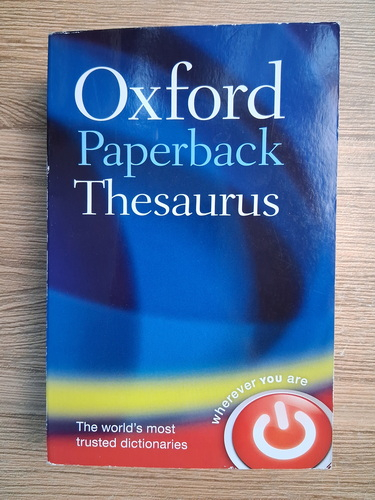 Oxford
Paperback
Thesaurus
wherever YOU are
The world's most
trusted dictionaries